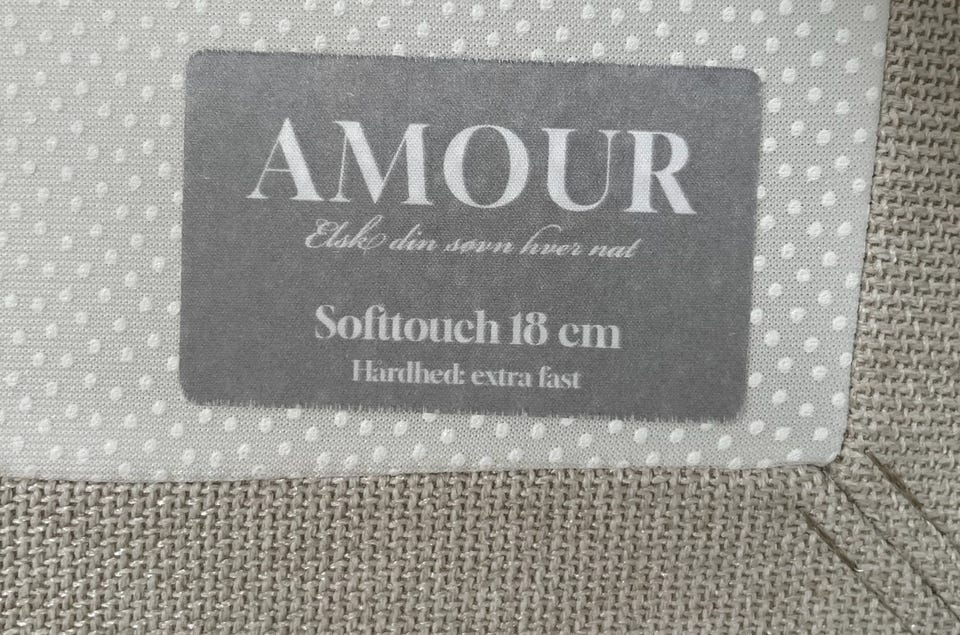 AMOUR
Elsk din søvn hver nat
Softtouch 18 cm
Hårdhed: extra fast